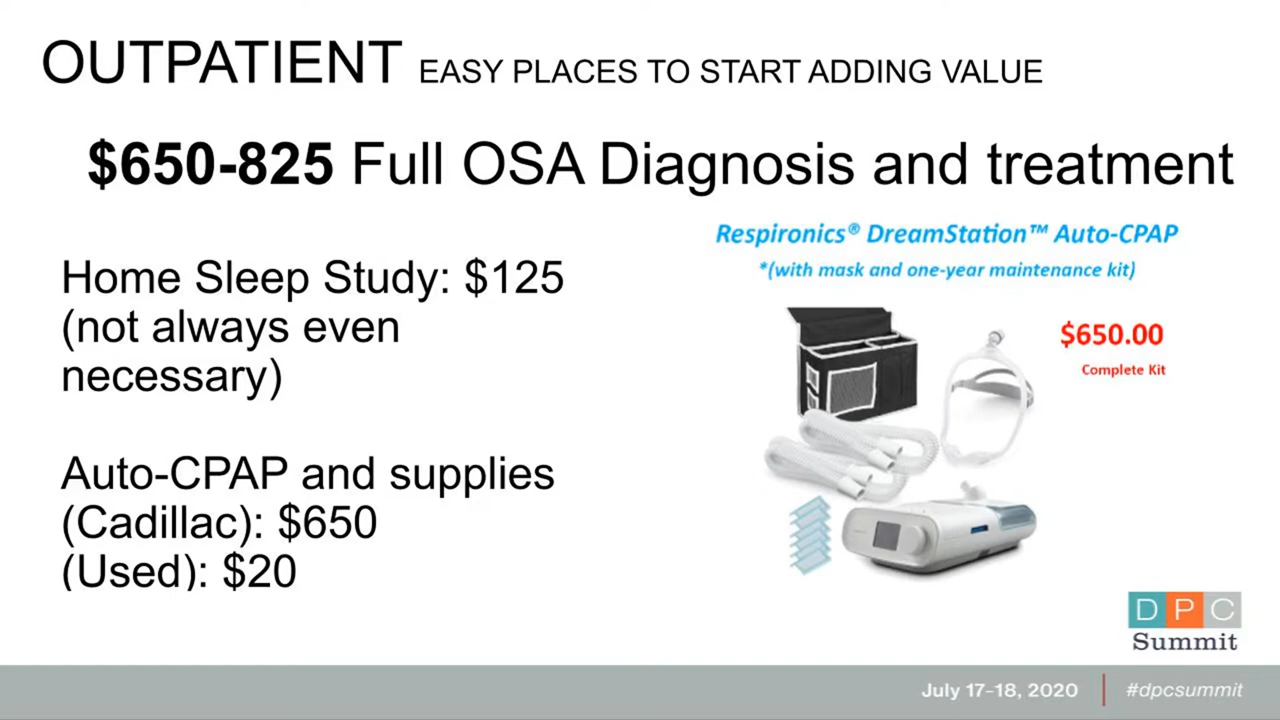 OUTPATIENT EASY PLACES TO START ADDING VALUE
$650-825 Full OSA Diagnosis and treatment
Home Sleep Study: $125
(not always even
necessary)
Auto-CPAP and supplies
(Cadillac): $650
(Used): $20
Respironics® DreamStation™ Auto-CPAP
*(with mask and one-year maintenance kit)
$650.00
Complete Kit
DPC
Summit
July 17-18, 2020 #dpcsummit